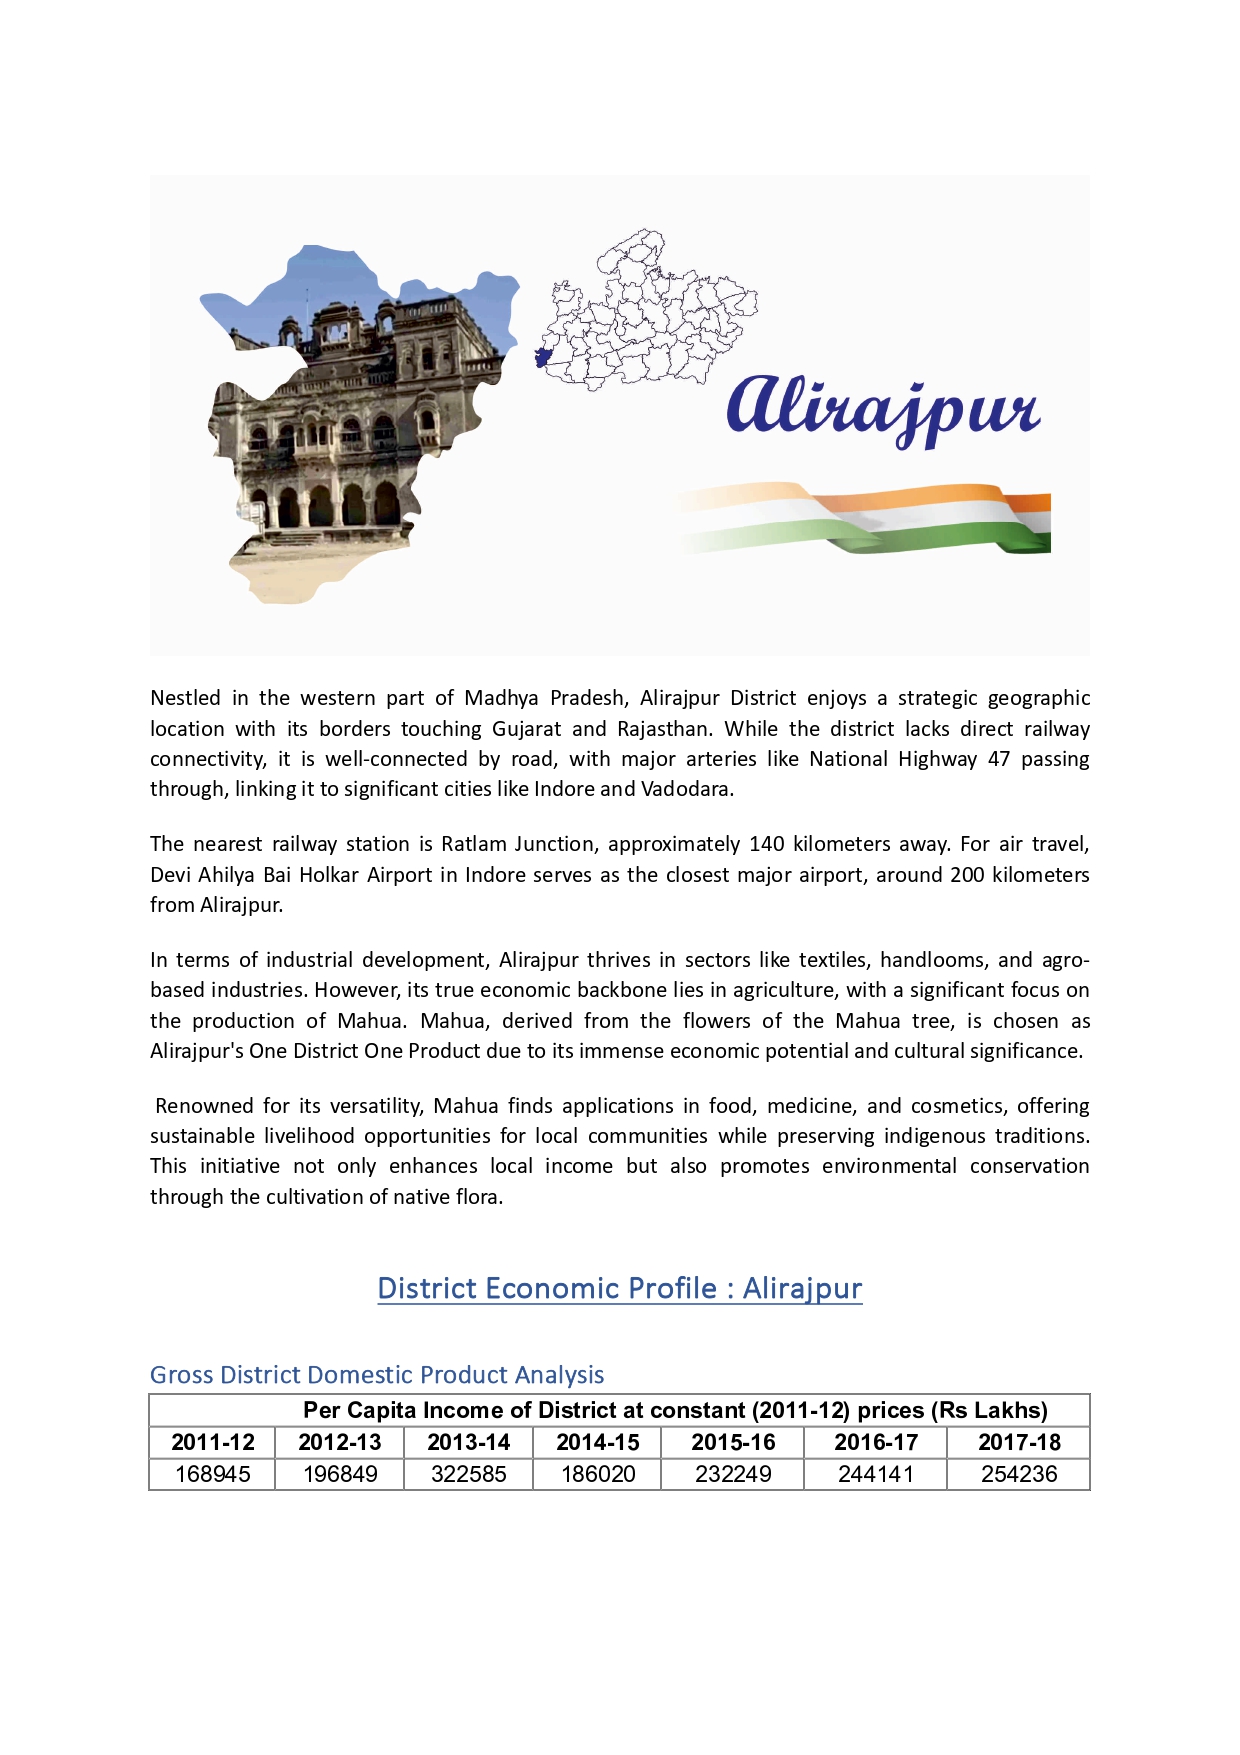 Alirajpur
Nestled in the western part of Madhya Pradesh, Alirajpur District enjoys a strategic geographic
location with its borders touching Gujarat and Rajasthan. While the district lacks direct railway
connectivity, it is well-connected by road, with major arteries like National Highway 47 passing
through, linking it to significant cities like Indore and Vadodara.
The nearest railway station is Ratlam Junction, approximately 140 kilometers away. For air travel,
Devi Ahilya Bai Holkar Airport in Indore serves as the closest major airport, around 200 kilometers
from Alirajpur.
In terms of industrial development, Alirajpur thrives in sectors like textiles, handlooms, and agro-
based industries. However, its true economic backbone lies in agriculture, with a significant focus on
the production of Mahua. Mahua, derived from the flowers of the Mahua tree, is chosen as
Alirajpur's One District One Product due to its immense economic potential and cultural significance.
Renowned for its versatility, Mahua finds applications in food, medicine, and cosmetics, offering
sustainable livelihood opportunities for local communities while preserving indigenous traditions.
This initiative not only enhances local income but also promotes environmental conservation
through the cultivation of native flora.
District Economic Profile : Alirajpur
Gross District Domestic Product Analysis
Per Capita Income of District at constant (2011-12) prices (Rs Lakhs)
2011-12 2012-13 2013-14 2014-15 2015-16 2016-17 2017-18
168945 196849 322585 186020 232249 244141 254236